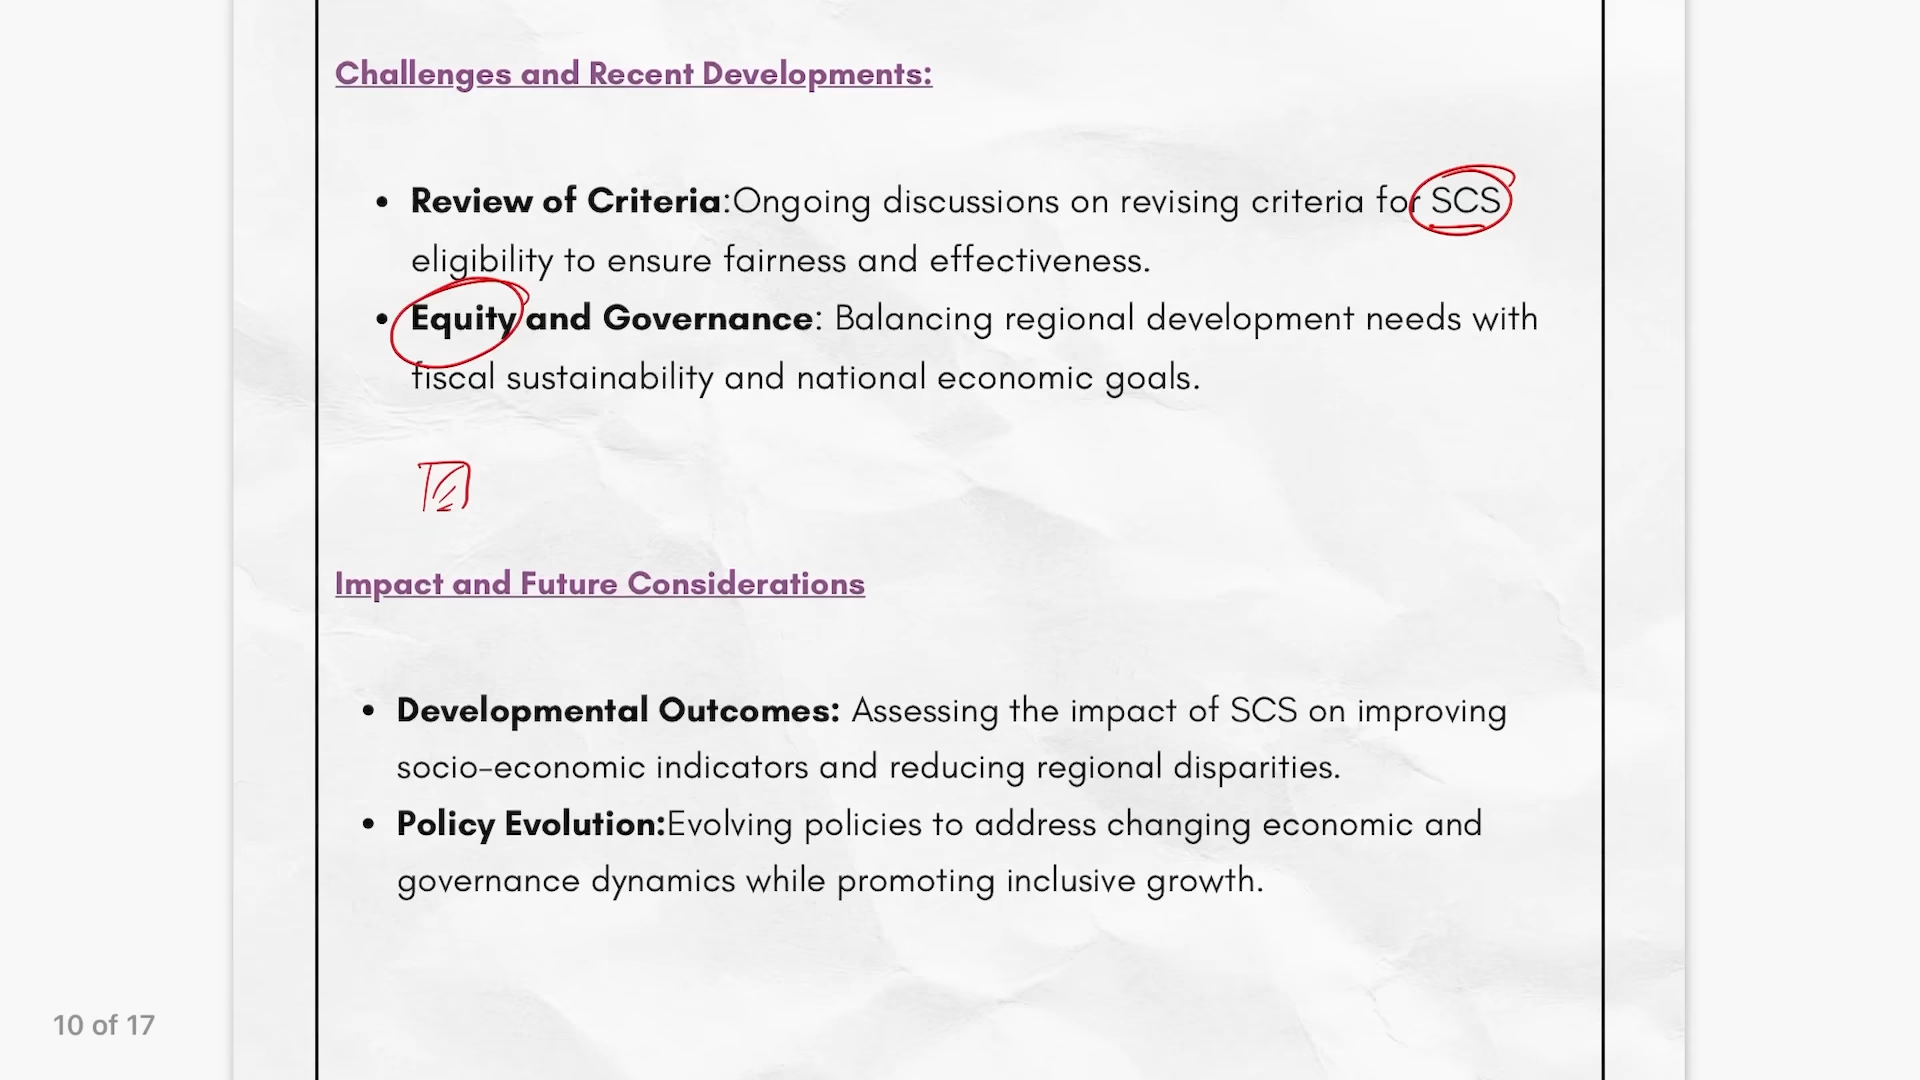 Challenges and Recent Developments:
• Review of Criteria:Ongoing discussions on revising criteria for SCS
eligibility to ensure fairness and effectiveness.
• Equity and Governance: Balancing regional development needs with
fiscal sustainability and national economic goals.
Impact and Future Considerations
• Developmental Outcomes: Assessing the impact of SCS on improving
socio-economic indicators and reducing regional disparities.
• Policy Evolution:Evolving policies to address changing economic and
governance dynamics while promoting inclusive growth.
10 of 17